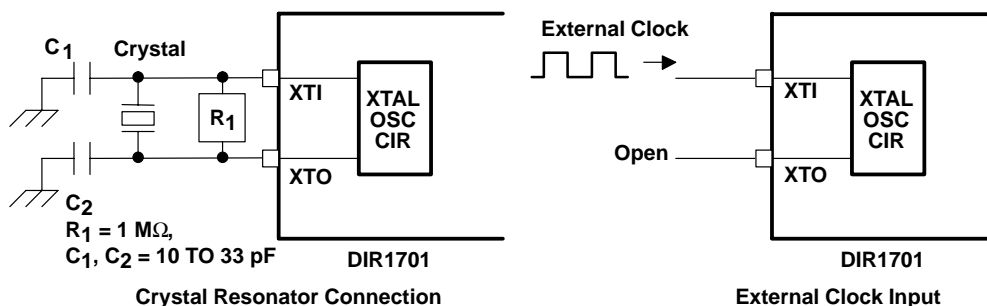 C1
Crystal
XTI
R1
XTAL
OSC
CIR
XTO
C2
R1 = 1 MΩ,
C1, C2 = 10 TO 33 pF
DIR1701
Crystal Resonator Connection
External Clock
XTI
XTAL
OSC
CIR
Open
XTO
DIR1701
External Clock Input